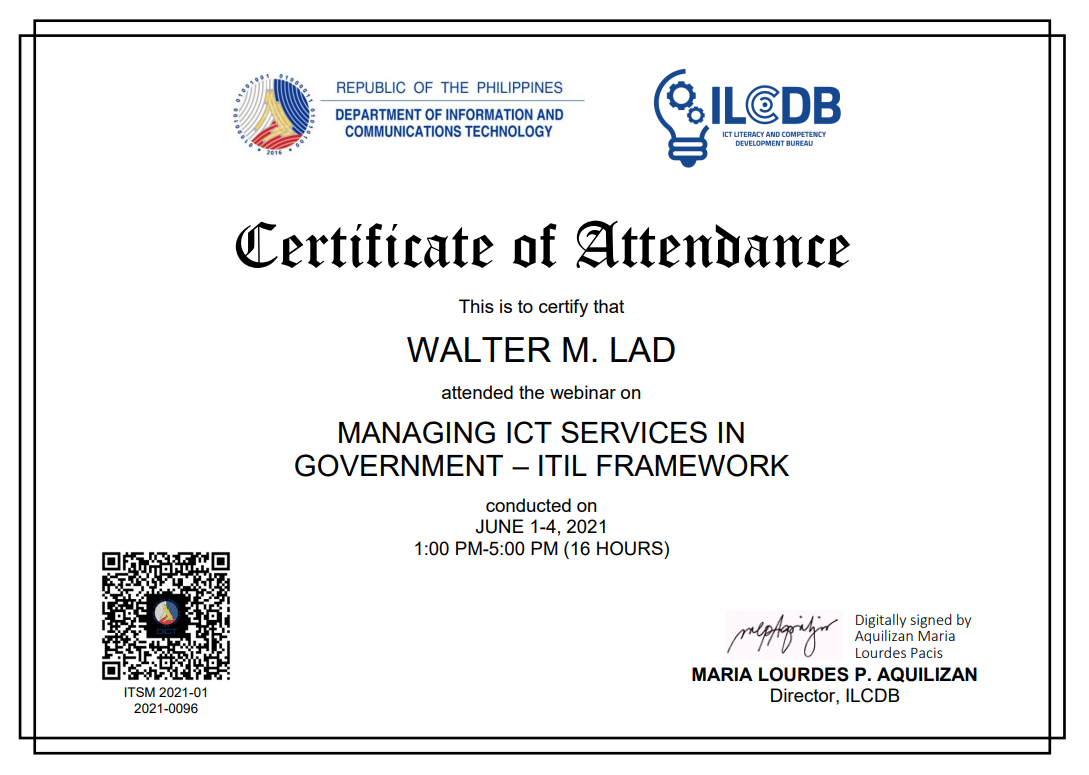 REPUBLIC OF THE PHILIPPINES
DEPARTMENT OF INFORMATION AND
COMMUNICATIONS TECHNOLOGY
2016
ILCDB
ICT LITERACY AND COMPETENCY
DEVELOPMENT BUREAU
Certificate of Attendance
This is to certify that
WALTER M. LAD
attended the webinar on
MANAGING ICT SERVICES IN
GOVERNMENT – ITIL FRAMEWORK
conducted on
JUNE 1-4, 2021
1:00 PM-5:00 PM (16 HOURS)
DICT
ITSM 2021-01
2021-0096
Digitally signed by
Aquilizan Maria
Lourdes Pacis
MARIA LOURDES P. AQUILIZAN
Director, ILCDB